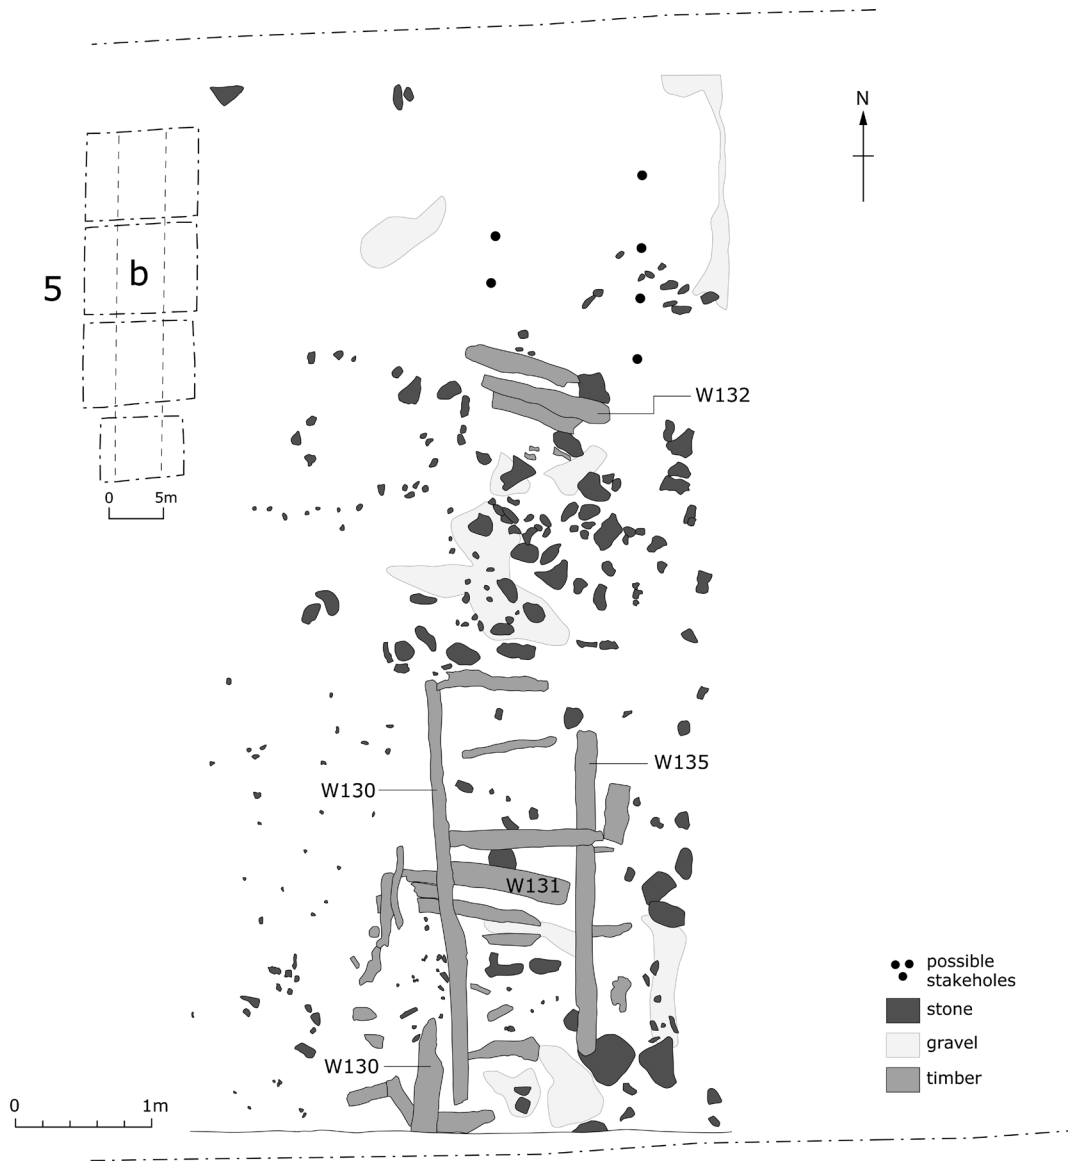 N
5
b
0 5m
W132
W130
W135
W131
W130
0 1m
possible
stakeholes
stone
gravel
timber